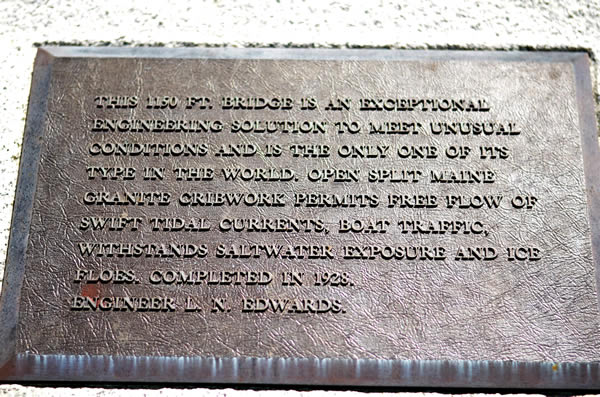 THIS 1150 FT. BRIDGE IS AN EXCEPTIONAL
ENGINEERING SOLUTION TO MEET UNUSUAL
CONDITIONS AND IS THE ONLY ONE OF ITS
TYPE IN THE WORLD. OPEN SPLIT MAINE
GRANITE CRIBWORK PERMITS FREE FLOW OF
SWIFT TIDAL CURRENTS, BOAT TRAFFIC,
WITHSTANDS SALTWATER EXPOSURE AND ICE
FLOES. COMPLETED IN 1928.
ENGINEER L. N. EDWARDS.